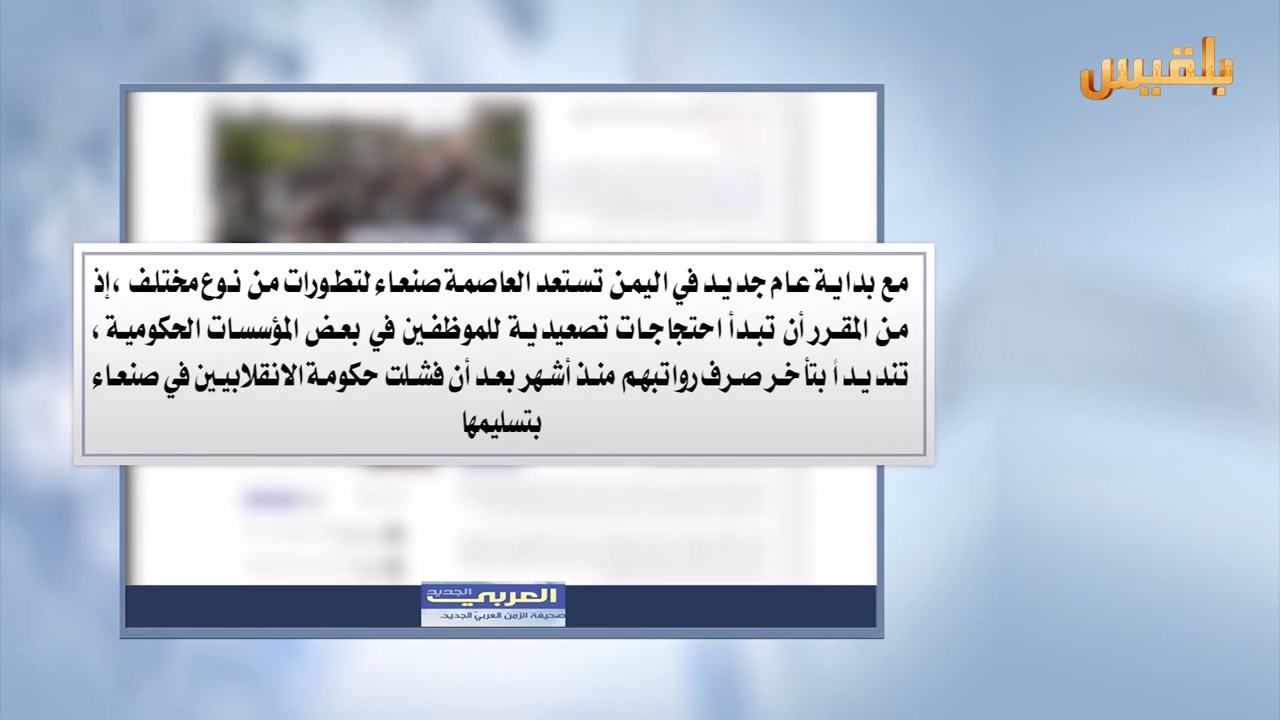 بلقيس
مع بداية عام جديد في اليمن تستعد العاصمة صنعاء لتطورات من نوع مختلف ،إذ
من المقرر أن تبدأ احتجاجات تصعيدية للموظفين في بعض المؤسسات الحكومية ،
تنديداً بتأخر صرف رواتبهم منذ أشهر بعد أن فشلت حكومة الانقلابيين في صنعاء
بتسليمها
العربي الجديد
صحيفة الزمن العربيّ الجديد.